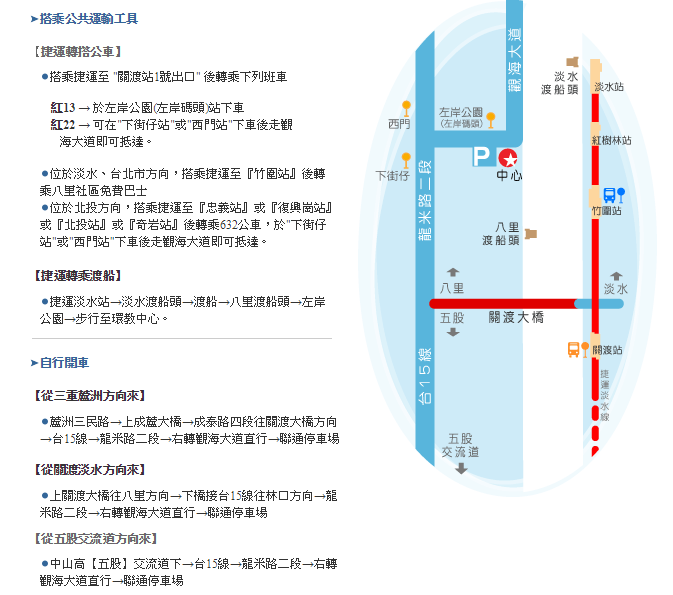 ➤搭乘公共運輸工具
【捷運轉搭公車】
●搭乘捷運至 "關渡站1號出口" 後轉乘下列班車
紅13 → 於左岸公園(左岸碼頭)站下車
紅22 → 可在"下街仔站"或"西門站"下車後走觀
海大道即可抵達。
●位於淡水、台北市方向，搭乘捷運至『竹圍站』後轉
乘八里社區免費巴士
●位於北投方向，搭乘捷運至『忠義站』或『復興崗站』
或『北投站』或『奇岩站』後轉乘632公車，於"下街仔
站"或"西門站"下車後走觀海大道即可抵達。
【捷運轉乘渡船】
●捷運淡水站→淡水渡船頭→渡船→八里渡船頭→左岸
公園→步行至環教中心。
➤自行開車
【從三重蘆洲方向來】
●蘆洲三民路→上成蘆大橋→成泰路四段往關渡大橋方向
→台15線→龍米路二段→右轉觀海大道直行→聯通停車場
【從關渡淡水方向來】
●上關渡大橋往八里方向→下橋接台15線往林口方向→龍
米路二段→右轉觀海大道直行→聯通停車場
【從五股交流道方向來】
●中山高【五股】交流道下→台15線→龍米路二段→右轉
觀海大道直行→聯通停車場
觀海大道
淡水
渡船頭
淡水站
西門
左岸公園
(左岸碼頭)
紅樹林站
P
下街仔
中心
龍米路二段
竹圍站
八里
渡船頭
八里
淡水
五股
關渡大橋
關渡站
台15線
捷運淡水線
五股
交流道